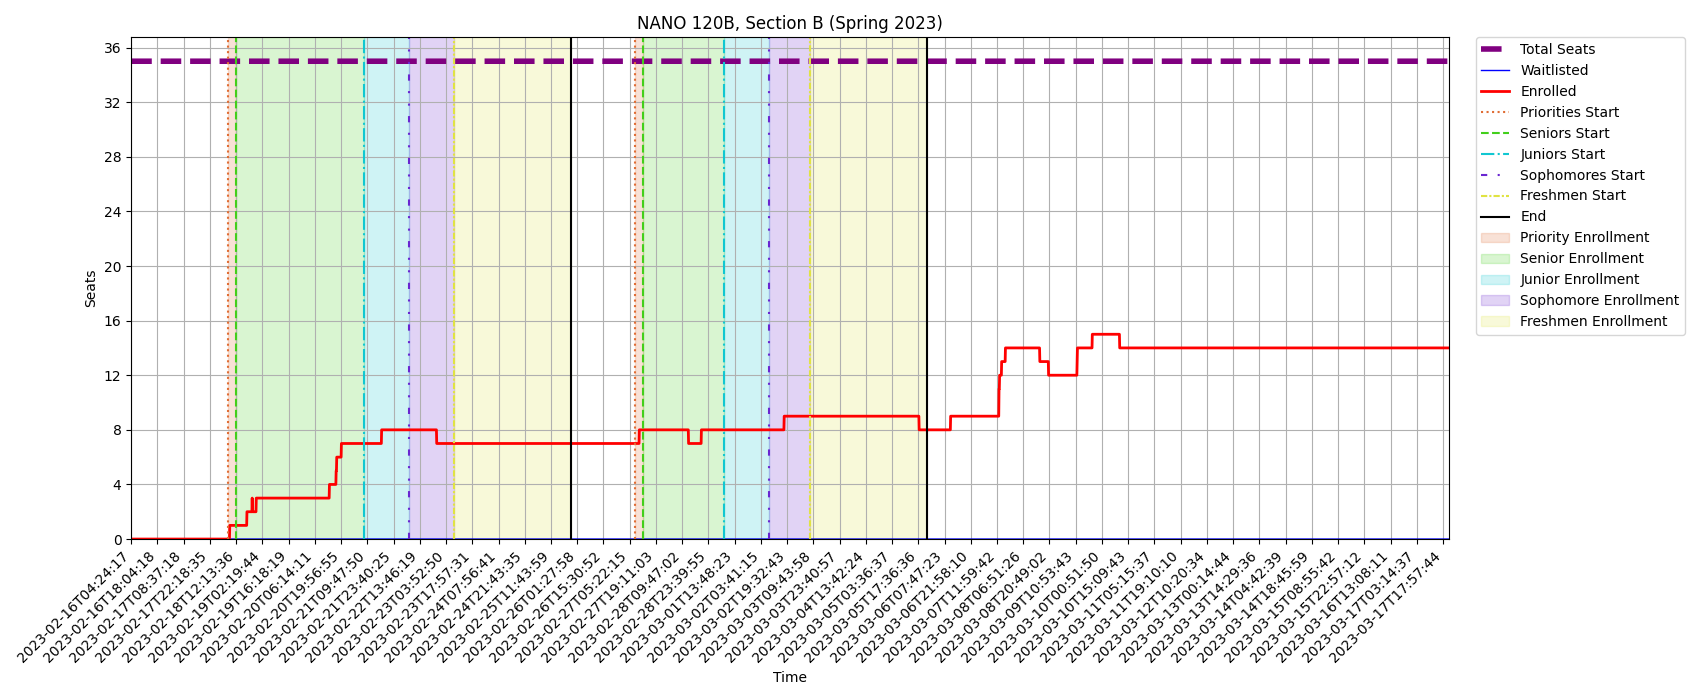 NANO 120B, Section B (Spring 2023)
36
32
28
24
20
16
12
8
4
0
Seats
2023-02-16T04:24:17
2023-02-16T18:04:18
2023-02-17T08:37:18
2023-02-17T22:18:35
2023-02-18T12:13:36
2023-02-19T02:19:44
2023-02-19T16:18:19
2023-02-20T06:14:11
2023-02-20T19:56:55
2023-02-21T09:47:50
2023-02-21T23:40:25
2023-02-22T13:46:19
2023-02-23T03:52:50
2023-02-23T17:57:31
2023-02-24T07:56:41
2023-02-24T21:43:35
2023-02-25T11:43:59
2023-02-26T01:27:58
2023-02-26T15:30:52
2023-02-27T05:22:15
2023-02-27T19:11:03
2023-02-28T09:47:02
2023-02-28T23:39:55
2023-03-01T13:48:23
2023-03-02T03:41:15
2023-03-02T19:32:43
2023-03-03T09:43:58
2023-03-03T23:40:57
2023-03-04T13:42:24
2023-03-05T03:36:37
2023-03-05T17:36:36
2023-03-06T07:47:23
2023-03-06T21:58:10
2023-03-07T11:59:42
2023-03-08T06:51:26
2023-03-08T20:49:02
2023-03-09T10:53:43
2023-03-10T00:51:50
2023-03-10T15:09:43
2023-03-11T05:15:37
2023-03-11T19:10:10
2023-03-12T10:20:34
2023-03-13T00:14:44
2023-03-13T14:29:36
2023-03-14T04:42:39
2023-03-14T18:45:59
2023-03-15T08:55:42
2023-03-15T22:57:12
2023-03-16T13:08:11
2023-03-17T03:14:37
2023-03-17T17:57:44
Time
Total Seats
Waitlisted
Enrolled
Priorities Start
Seniors Start
Juniors Start
Sophomores Start
Freshmen Start
End
Priority Enrollment
Senior Enrollment
Junior Enrollment
Sophomore Enrollment
Freshmen Enrollment